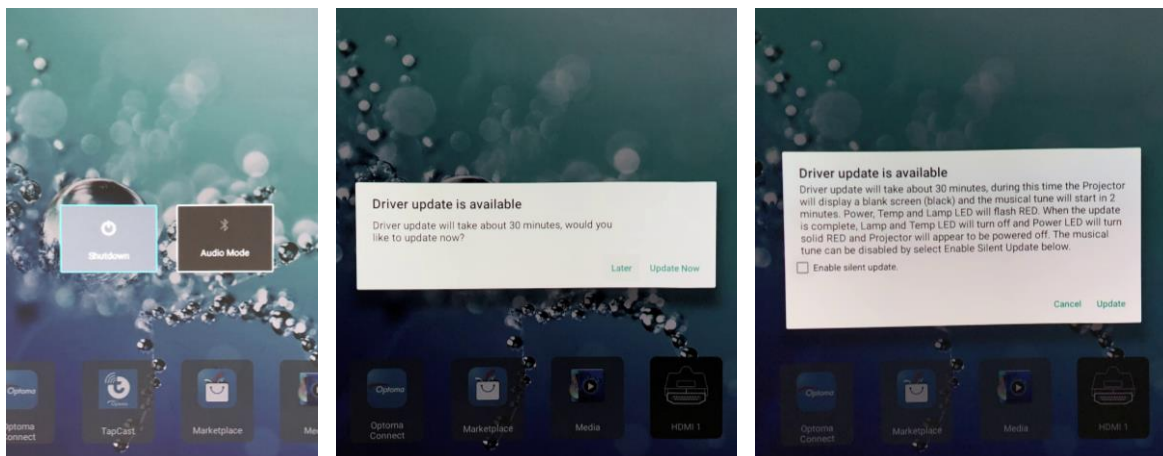 Shutdown
Audio Mode
Optoma
Connect
TapCast
Marketplace
Driver update is available
Driver update will take about 30 minutes, would you
like to update now?
Later Update Now
Optoma
Optoma
Connect
Marketplace
Media
HDMI 1
Driver update is available
Driver update will take about 30 minutes, during this time the Projector
will display a blank screen (black) and the musical tune will start in 2
minutes. Power, Temp and Lamp LED will flash RED. When the update
is complete, Lamp and Temp LED will turn off and Power LED will turn
solid RED and Projector will appear to be powered off. The musical
tune can be disabled by select Enable Silent Update below.
Enable silent update.
Cancel Update
Optoma
Optoma
Connect
Marketplace
Media
HDMI 1